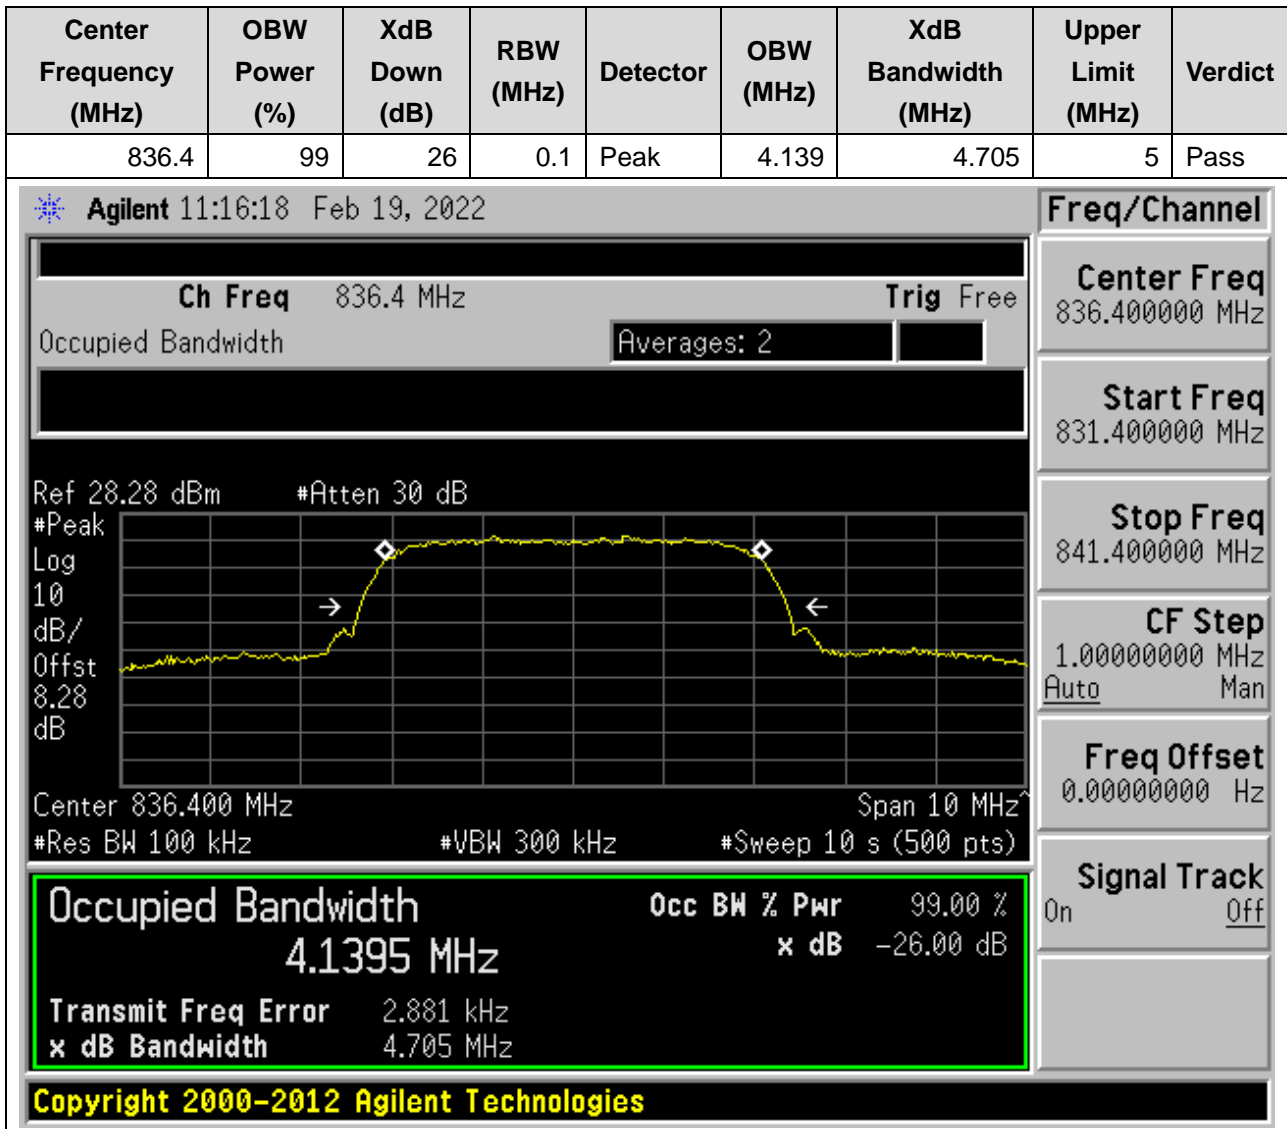 Center Frequency (MHz) OBW Power (%) XdB Down (dB) RBW (MHz) Detector OBW (MHz) XdB Bandwidth (MHz) Upper Limit (MHz) Verdict
836.4 99 26 0.1 Peak 4.139 4.705 5 Pass
Agilent 11:16:18 Feb 19, 2022
Freq/Channel
Ch Freq 836.4 MHz Trig Free
Occupied Bandwidth Averages: 2
Ref 28.28 dBm #Atten 30 dB
#Peak
Log
10
dB/
Offst
8.28
dB
Center 836.400 MHz Span 10 MHz^
#Res BW 100 kHz #VBW 300 kHz #Sweep 10 s (500 pts)
Occupied Bandwidth Occ BW % Pwr 99.00 %
4.1395 MHz x dB -26.00 dB
Transmit Freq Error 2.881 kHz
x dB Bandwidth 4.705 MHz
Center Freq
836.400000 MHz
Start Freq
831.400000 MHz
Stop Freq
841.400000 MHz
CF Step
1.00000000 MHz
Auto Man
Freq Offset
0.00000000 Hz
Signal Track
On Off
Copyright 2000-2012 Agilent Technologies